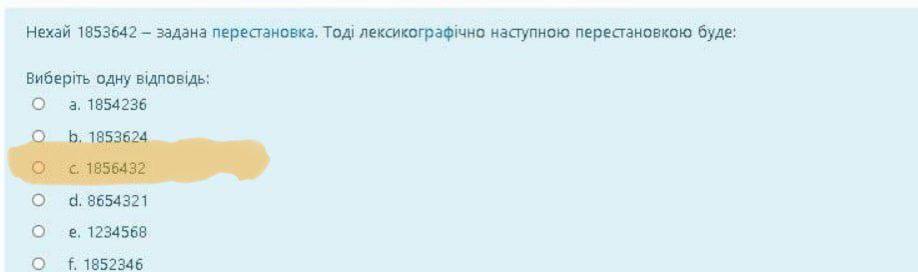 Нехай 1853642 – задана перестановка. Тоді лексикографічно наступною перестановкою буде:
Виберіть одну відповідь:
a. 1854236
b. 1853624
c. 1856432
d. 8654321
e. 1234568
f. 1852346